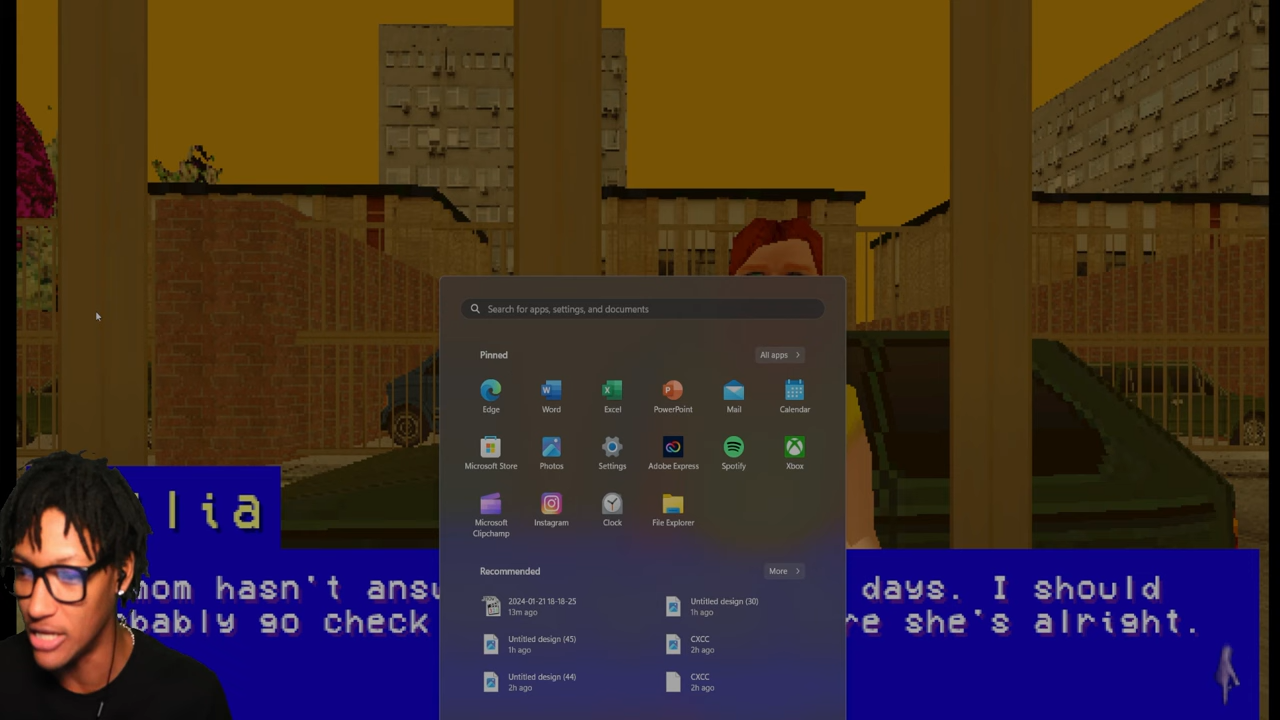 Search for apps, settings, and documents
Pinned
All apps
Edge
Word
Excel
PowerPoint
Mail
Calendar
Microsoft Store
Photos
Settings
Adobe Express
Spotify
Xbox
Microsoft
Clipchamp
Instagram
Clock
File Explorer
lia
Recommended
More
mom hasn't days. I should
go check she's alright.
2024-01-21 18-18-25
13m ago
Untitled design (30)
1h ago
Untitled design (45)
1h ago
CXCC
2h ago
Untitled design (44)
2h ago
CXCC
2h ago